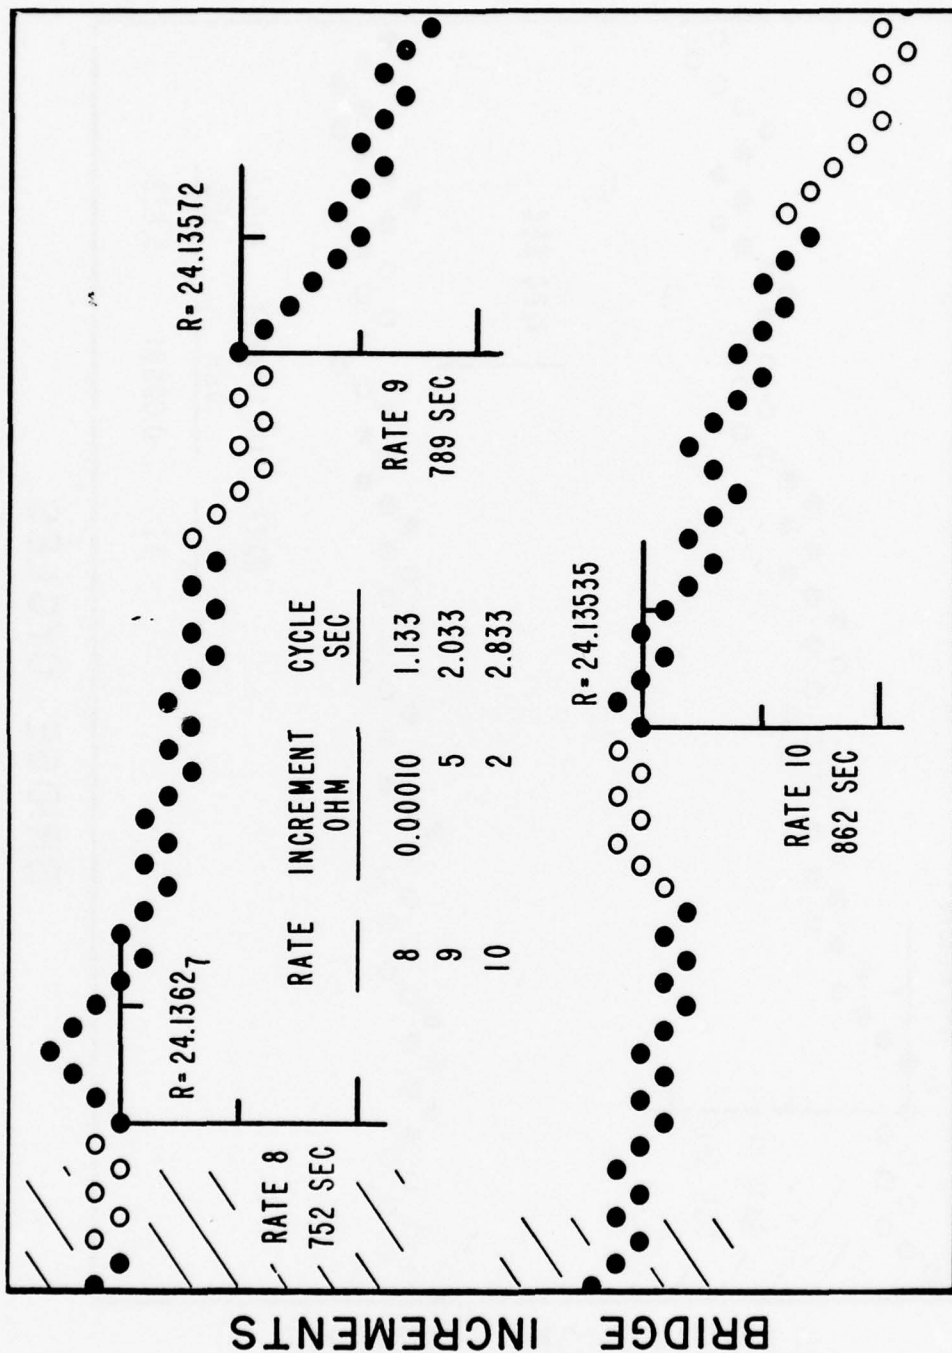 BRIDGE INCREMENTS
R= 24.13627
RATE 8
752 SEC
R= 24.13572
RATE 9
789 SEC
RATE INCREMENT OHM CYCLE SEC
8 0.00010 1.133
9 5 2.033
10 2 2.833
R= 24.13535
RATE 10
862 SEC